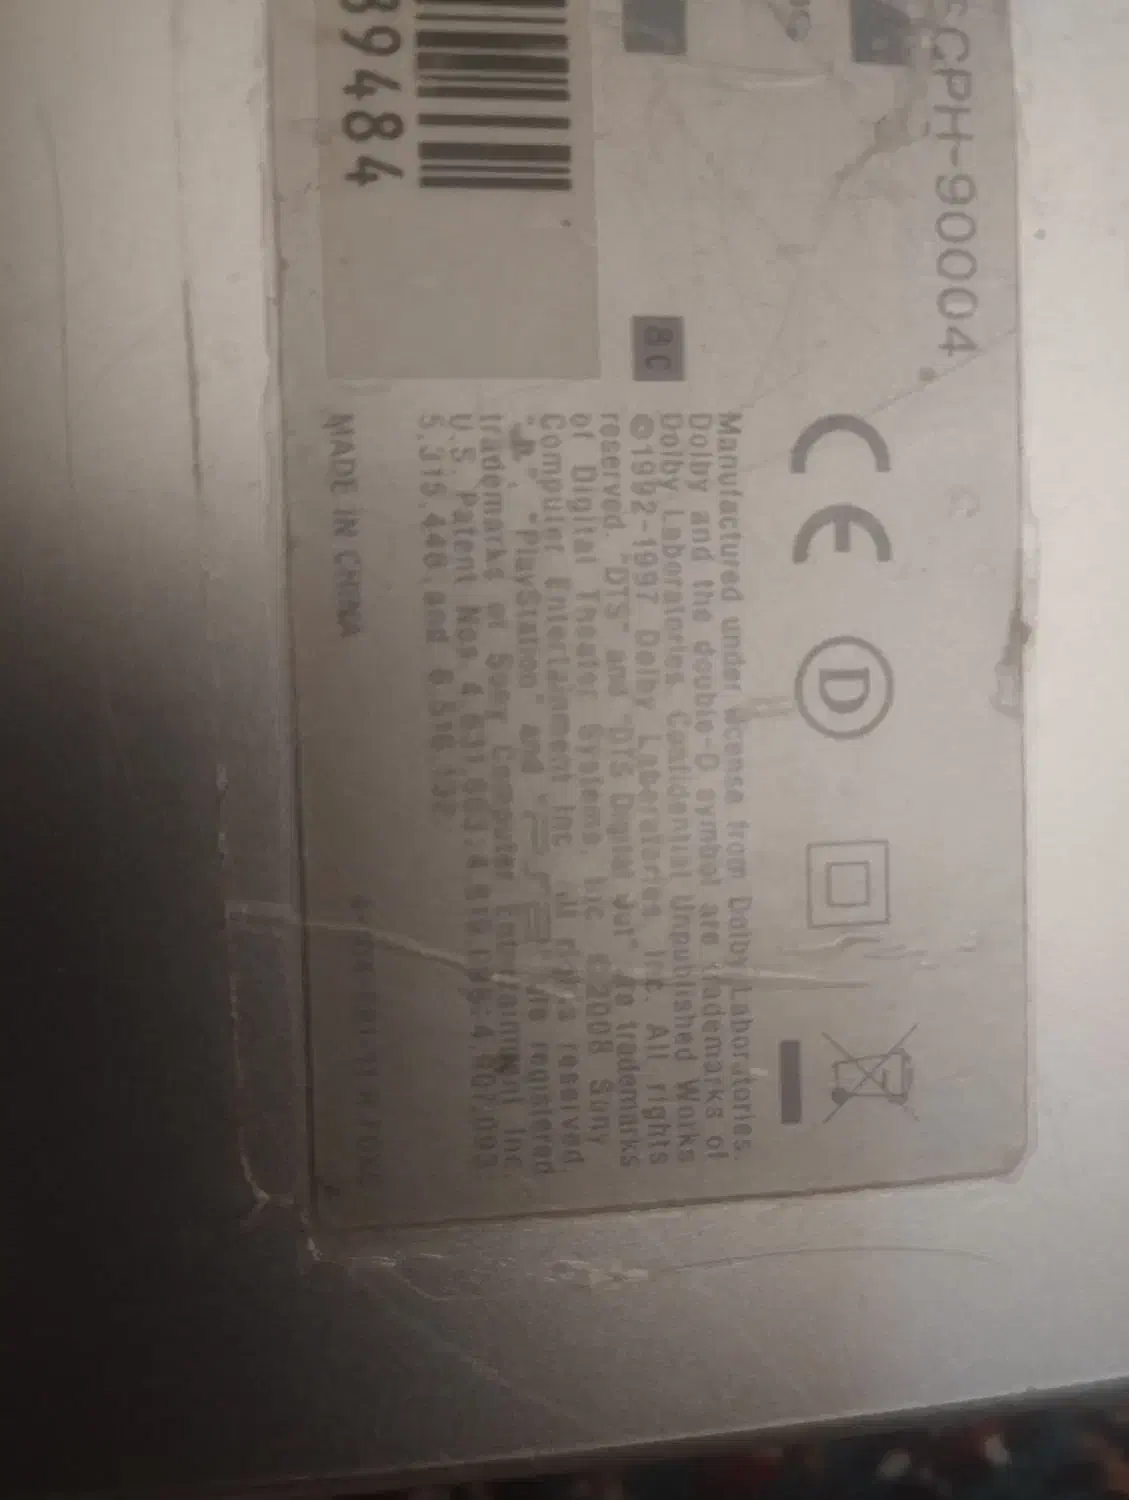 SCPH-90004
8C
CE
D
Manufactured under license from Dolby Laboratories.
Dolby and the double-D symbol are trademarks of
Dolby Laboratories. Confidential Unpublished Works
©1992-1997 Dolby Laboratories, Inc. All rights
reserved. "DTS" and "DTS Digital Out" are trademarks
of Digital Theater Systems, Inc. ©2008 Sony
Computer Entertainment Inc. All rights reserved.
"PlayStation" and are registered
trademarks of Sony Computer Entertainment Inc.
U.S. Patent Nos.
and
39484
MADE IN CHINA